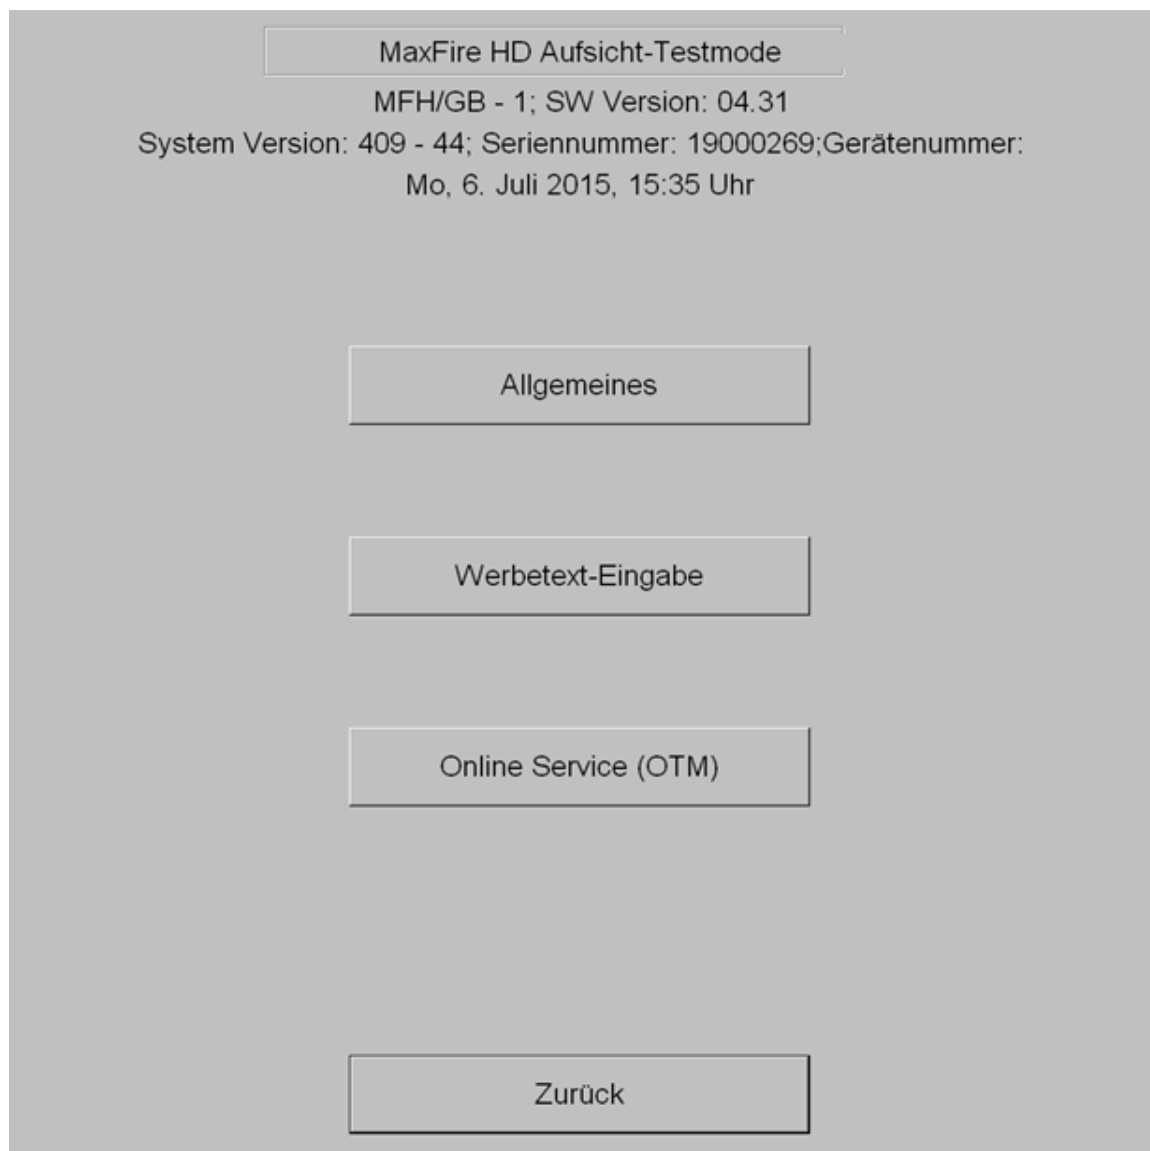 MaxFire HD Aufsicht-Testmode
MFH/GB - 1; SW Version: 04.31
System Version: 409 - 44; Seriennummer: 19000269;Gerätenummer:
Mo, 6. Juli 2015, 15:35 Uhr
Allgemeines
Werbetext-Eingabe
Online Service (OTM)
Zurück